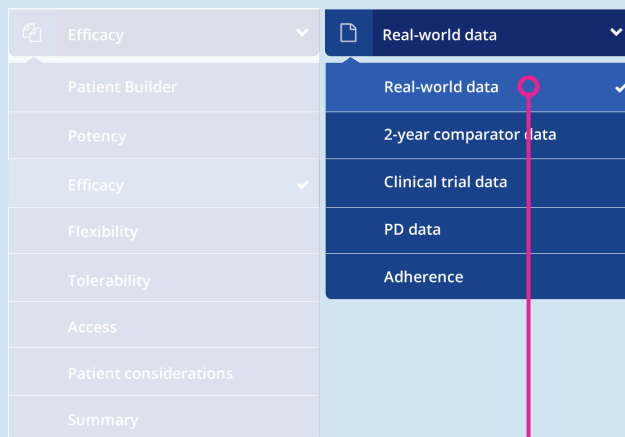 Efficacy
Patient Builder
Potency
Efficacy
Flexibility
Tolerability
Access
Patient considerations
Summary
Real-world data
Real-world data
2-year comparator data
Clinical trial data
PD data
Adherence